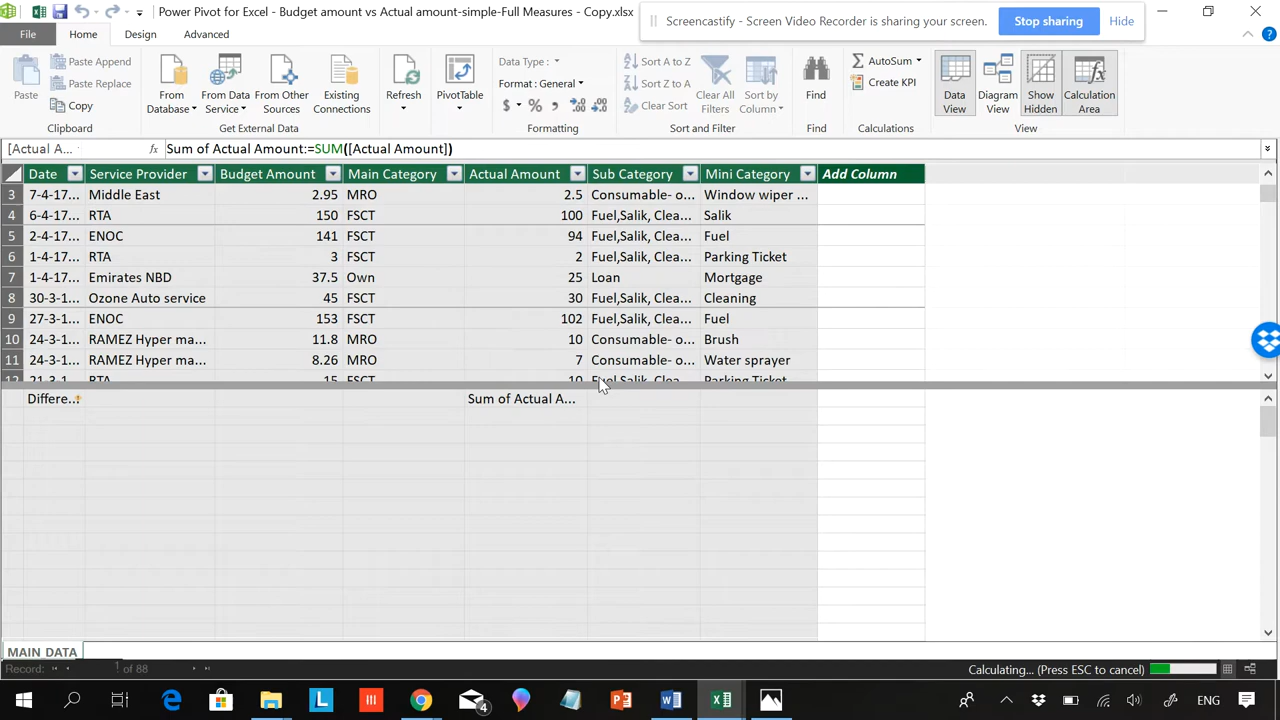 Power Pivot for Excel - Budget amount vs Actual amount-simple-Full Measures - Copy.xlsx
Screencastify - Screen Video Recorder is sharing your screen. Stop sharing Hide
File Home Design Advanced
Paste
Paste Append
Paste Replace
Copy
Clipboard
From Database
From Data Service
From Other Sources
Existing Connections
Get External Data
Refresh
PivotTable
Data Type :
Format : General
$ % ,
Formatting
Sort A to Z
Sort Z to A
Clear Sort
Clear All Filters
Sort by Column
Sort and Filter
Find
Find
AutoSum
Create KPI
Calculations
Data View
Diagram View
Show Hidden
Calculation Area
View
[Actual A... fx Sum of Actual Amount:=SUM([Actual Amount])
Date Service Provider Budget Amount Main Category Actual Amount Sub Category Mini Category Add Column
3 7-4-17... Middle East 2.95 MRO 2.5 Consumable- o... Window wiper ...
4 6-4-17... RTA 150 FSCT 100 Fuel,Salik, Clea... Salik
5 2-4-17... ENOC 141 FSCT 94 Fuel,Salik, Clea... Fuel
6 1-4-17... RTA 3 FSCT 2 Fuel,Salik, Clea... Parking Ticket
7 1-4-17... Emirates NBD 37.5 Own 25 Loan Mortgage
8 30-3-1... Ozone Auto service 45 FSCT 30 Fuel,Salik, Clea... Cleaning
9 27-3-1... ENOC 153 FSCT 102 Fuel,Salik, Clea... Fuel
10 24-3-1... RAMEZ Hyper ma... 11.8 MRO 10 Consumable- o... Brush
11 24-3-1... RAMEZ Hyper ma... 8.26 MRO 7 Consumable- o... Water sprayer
12 21-3-1... RTA 15 FSCT 10 Fuel,Salik, Clea... Parking Ticket
Differe... Sum of Actual A...
MAIN DATA
Record: 1 of 88 Calculating... (Press ESC to cancel)
4 ENG